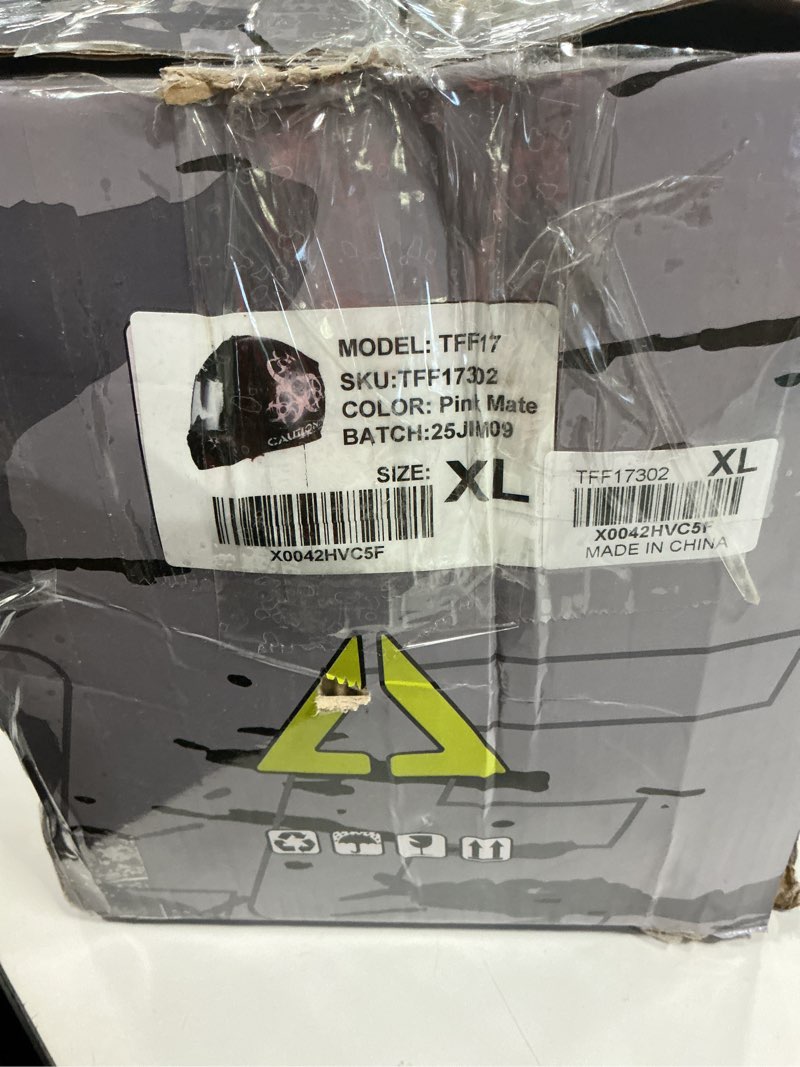 MODEL: TFF17
SKU:TFF17302
COLOR: Pink Mate
BATCH:25JIM09
CAUTION
SIZE: XL
X0042HVC5F
TFF17302 XL
X0042HVC5F
MADE IN CHINA